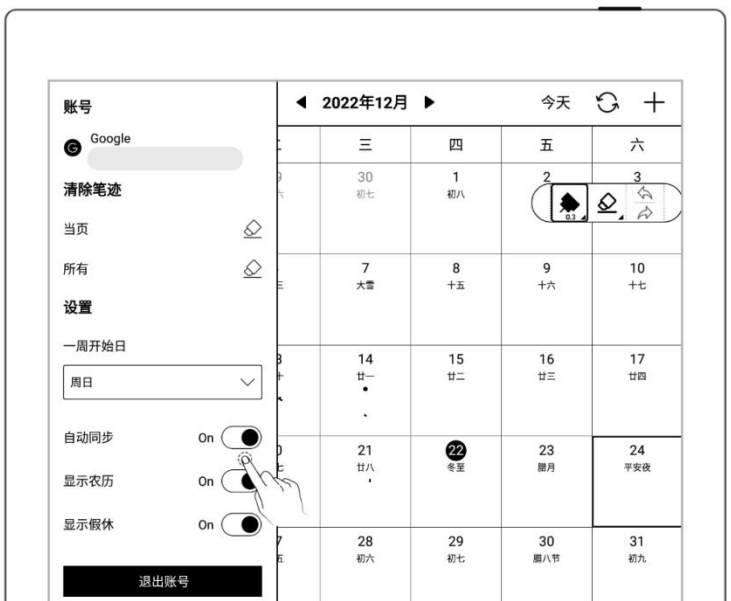 账号
Google
清除笔迹
当页
所有
设置
一周开始日
周日
自动同步 On
显示农历 On
显示假休 On
退出账号
2022年12月 今天
三 四 五 六
30 1 2 3
初七 初八
0.3
7 8 9 10
大雪 十五 十六 十七
14 15 16 17
廿一 廿二 廿三 廿四
21 22 23 24
廿八 冬至 腊月 平安夜
28 29 30 31
初六 初七 腊八节 初九